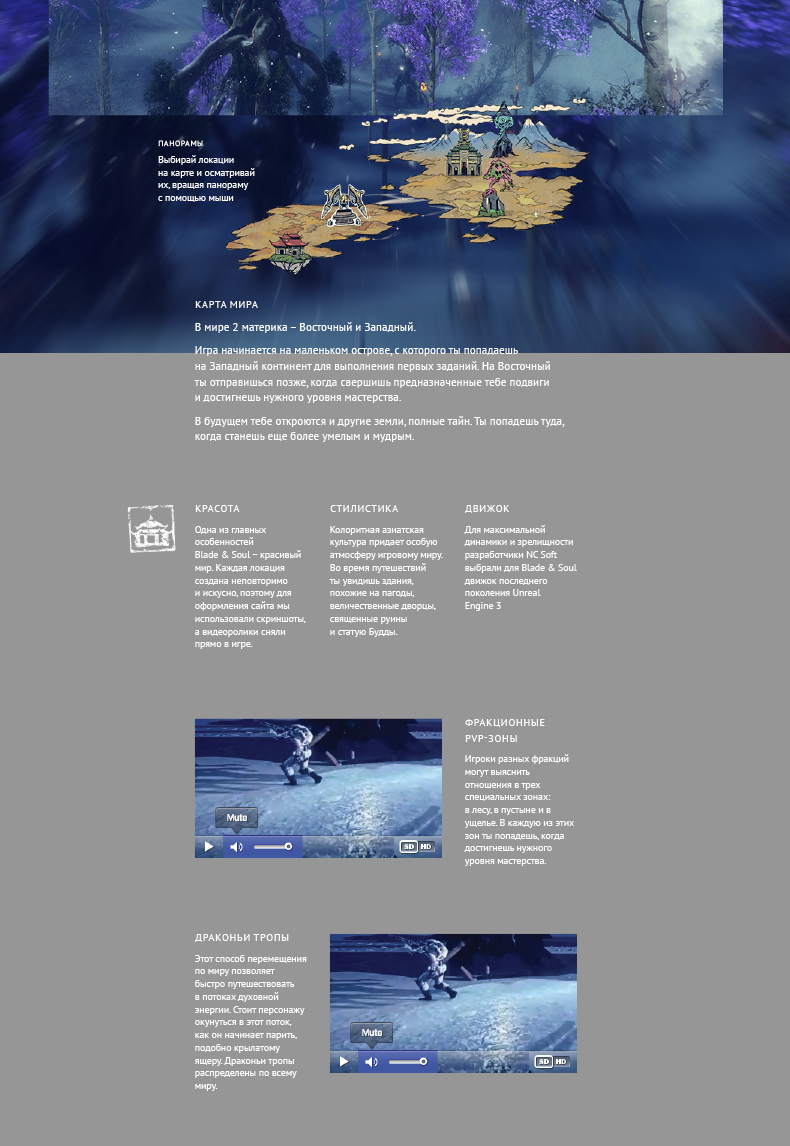 ПАНОРАМЫ
Выбирай локации
на карте и осматривай
их, вращая панораму
с помощью мыши
КАРТА МИРА
В мире 2 материка – Восточный и Западный.
Игра начинается на маленьком острове, с которого ты попадаешь
на Западный континент для выполнения первых заданий. На Восточный
ты отправишься позже, когда свершишь предназначенные тебе подвиги
и достигнешь нужного уровня мастерства.
В будущем тебе откроются и другие земли, полные тайн. Ты попадешь туда,
когда станешь еще более умелым и мудрым.
КРАСОТА
Одна из главных
особенностей
Blade & Soul – красивый
мир. Каждая локация
создана неповторимо
и искусно, поэтому для
оформления сайта мы
использовали скриншоты,
а видеоролики сняли
прямо в игре.
СТИЛИСТИКА
Колоритная азиатская
культура придает особую
атмосферу игровому миру.
Во время путешествий
ты увидишь здания,
похожие на пагоды,
величественные дворцы,
священные руины
и статую Будды.
ДВИЖОК
Для максимальной
динамики и зрелищности
разработчики NC Soft
выбрали для Blade & Soul
движок последнего
поколения Unreal
Engine 3
Mute
SD HD
ФРАКЦИОННЫЕ
PVP-ЗОНЫ
Игроки разных фракций
могут выяснить
отношения в трех
специальных зонах:
в лесу, в пустыне и в
ущелье. В каждую из этих
зон ты попадешь, когда
достигнешь нужного
уровня мастерства.
ДРАКОНЬИ ТРОПЫ
Этот способ перемещения
по миру позволяет
быстро путешествовать
в потоках духовной
энергии. Стоит персонажу
окунуться в этот поток,
как он начинает парить,
подобно крылатому
ящеру. Драконьи тропы
распределены по всему
миру.
Mute
SD HD